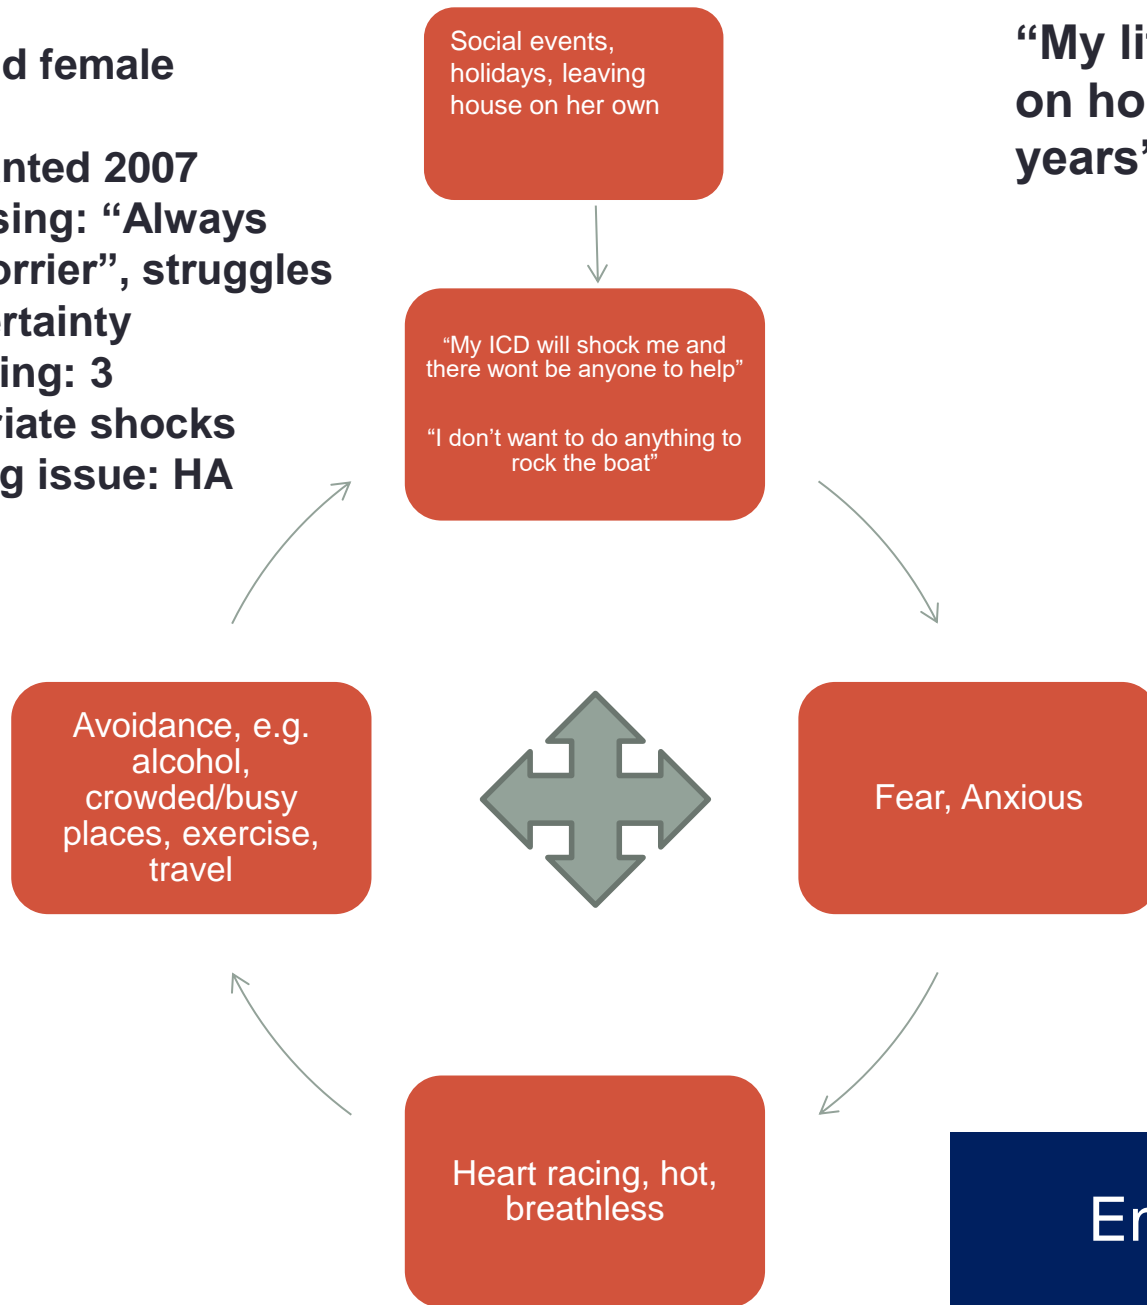 d female
nted 2007
sing: “Always
orrier”, struggles
ertainty
ing: 3
riate shocks
g issue: HA
Social events,
holidays, leaving
house on her own
“My li
on ho
years”
“My ICD will shock me and
there wont be anyone to help”
“I don’t want to do anything to
rock the boat”
Avoidance, e.g.
alcohol,
crowded/busy
places, exercise,
travel
Fear, Anxious
Heart racing, hot,
breathless